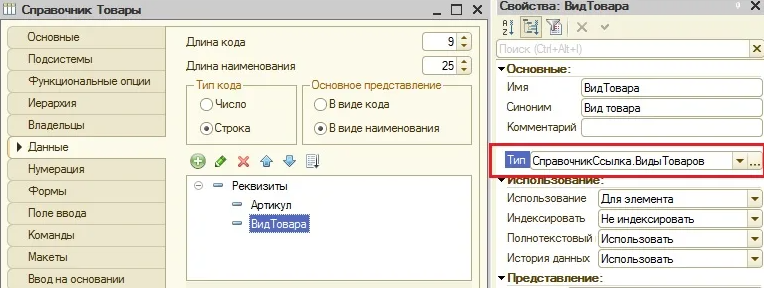 Справочник Товары
Основные
Подсистемы
Функциональные опции
Иерархия
Владельцы
Данные
Нумерация
Формы
Поле ввода
Команды
Макеты
Ввод на основании
Длина кода
9
Длина наименования
25
Тип кода
Число
Строка
Основное представление
В виде кода
В виде наименования
Реквизиты
Артикул
ВидТовара
Свойства: ВидТовара
Поиск (Ctrl+Alt+I)
Основные:
Имя ВидТовара
Синоним Вид товара
Комментарий
Тип СправочникСсылка.ВидыТоваров ...
Использование:
Использование Для элемента
Индексировать Не индексировать
Полнотекстовый Использовать
История данных Использовать
Представление: